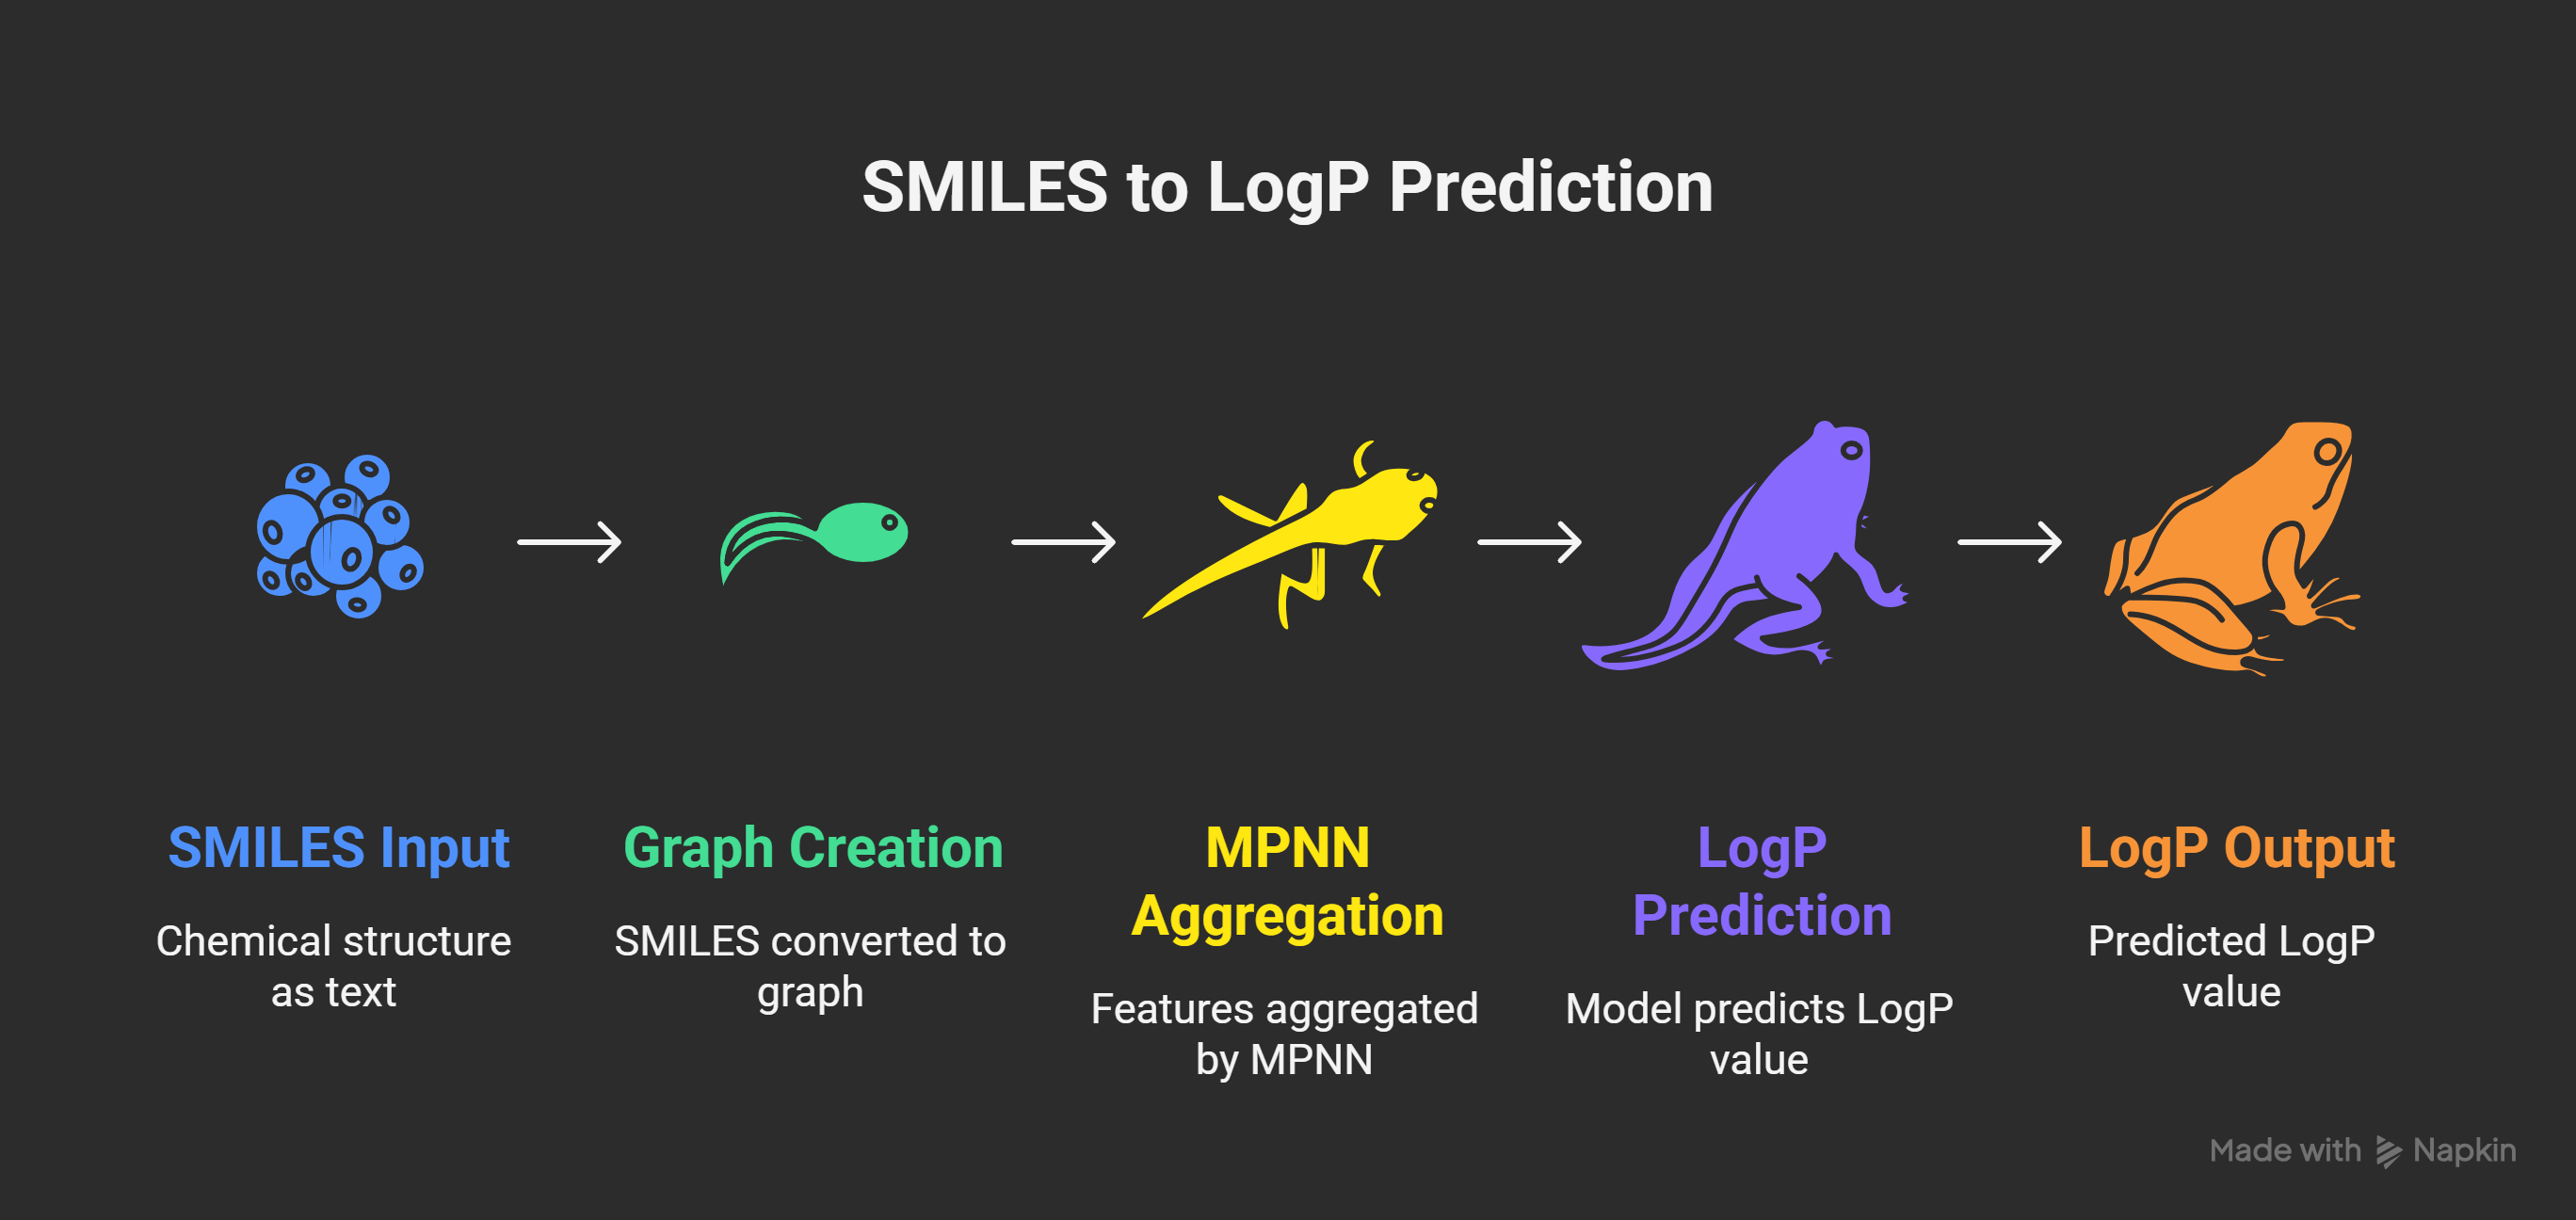 SMILES to LogP Prediction
SMILES Input
Chemical structure
as text
Graph Creation
SMILES converted to
graph
MPNN
Aggregation
Features aggregated
by MPNN
LogP
Prediction
Model predicts LogP
value
LogP Output
Predicted LogP
value
Made with Napkin